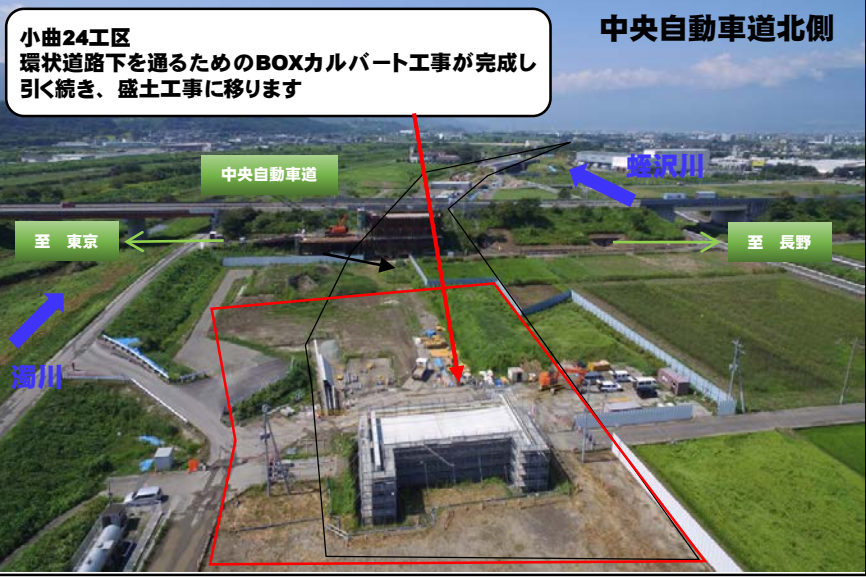 中央自動車道北側
小曲24工区
環状道路下を通るためのBOXカルバート工事が完成し
引く続き、盛土工事に移ります
中央自動車道
蛭沢川
至　東京
至　長野
濁川